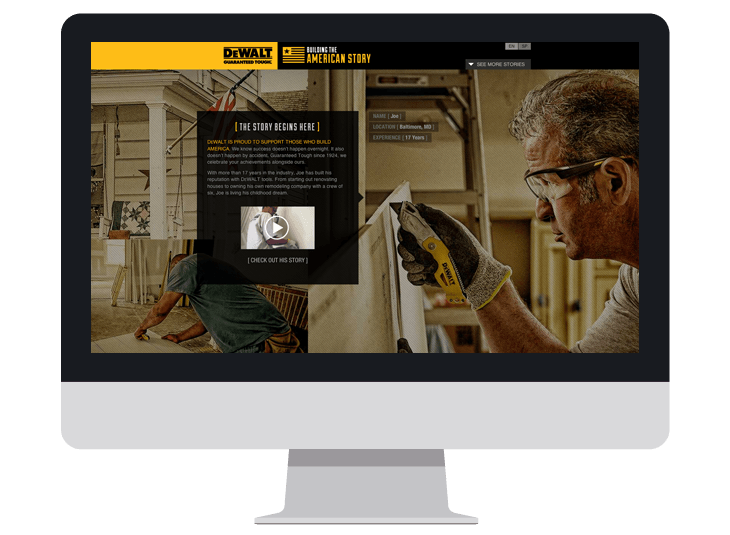 DEWALT
GUARANTEED TOUGH.
BUILDING THE
AMERICAN STORY
EN SP
SEE MORE STORIES
[ THE STORY BEGINS HERE ]
DEWALT IS PROUD TO SUPPORT THOSE WHO BUILD
AMERICA. We know success doesn't happen overnight. It also
doesn't happen by accident. Guaranteed Tough since 1924, we
celebrate your achievements alongside ours.
With more than 17 years in the industry, Joe has built his
reputation with DEWALT tools. From starting out renovating
houses to owning his own remodeling company with a crew of
six, Joe is living his childhood dream.
[ CHECK OUT HIS STORY ]
NAME [ Joe ]
LOCATION [ Baltimore, MD ]
EXPERIENCE [ 17 Years ]
DEWALT